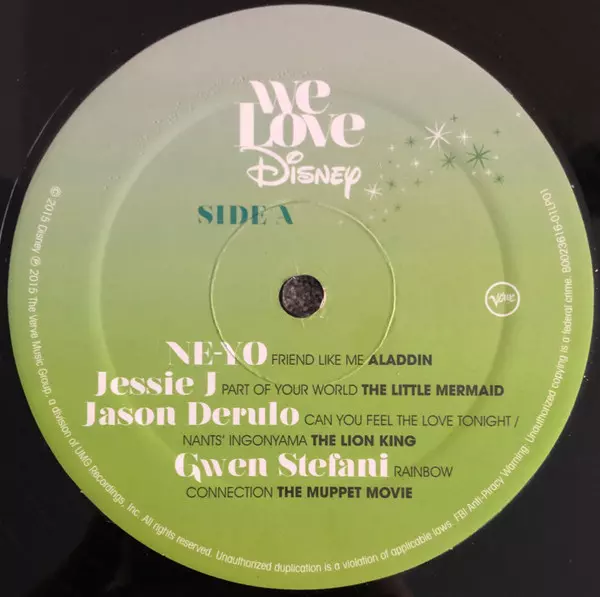 we
Love
Disney
SIDE A
Verve
NE-YO FRIEND LIKE ME ALADDIN
Jessie J PART OF YOUR WORLD THE LITTLE MERMAID
Jason Derulo CAN YOU FEEL THE LOVE TONIGHT /
NANTS' INGONYAMA THE LION KING
Gwen Stefani RAINBOW
CONNECTION THE MUPPET MOVIE
© 2015 Disney ℗ 2015 The Verve Music Group, a division of UMG Recordings, Inc. All rights reserved. Unauthorized duplication is a violation of applicable laws. FBI Anti-Piracy Warning: Unauthorized copying is a federal crime. B0023616-01LP01